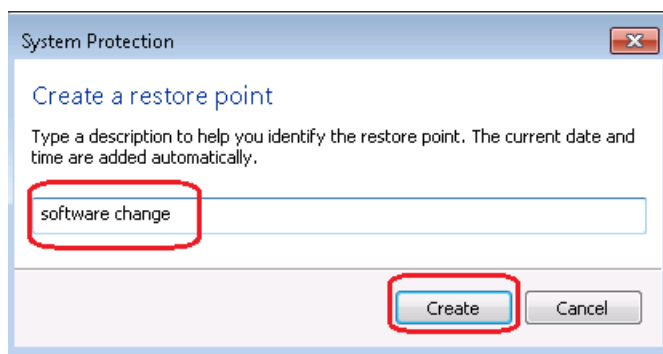 System Protection
Create a restore point
Type a description to help you identify the restore point. The current date and
time are added automatically.
software change
Create
Cancel